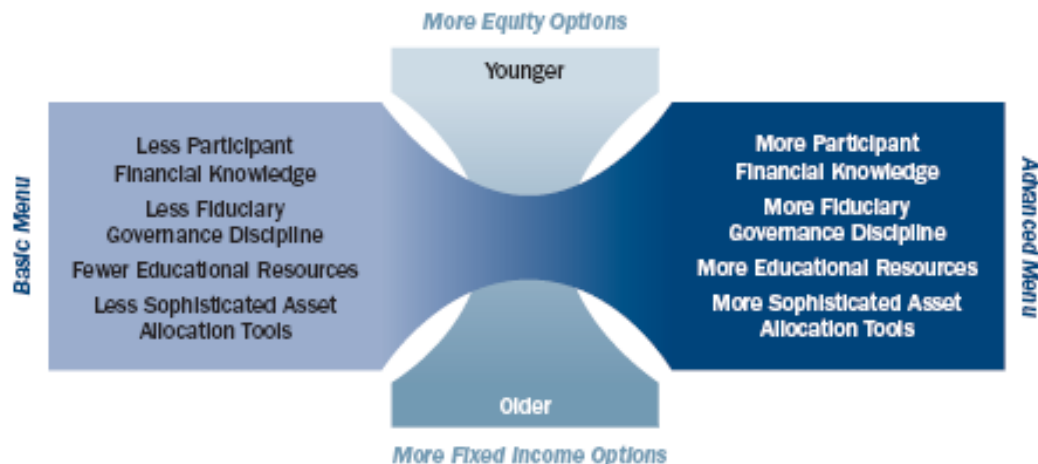 More Equity Options
Younger
Basic Menu
Less Participant
Financial Knowledge
Less Fiduciary
Governance Discipline
Fewer Educational Resources
Less Sophisticated Asset
Allocation Tools
More Participant
Financial Knowledge
More Fiduciary
Governance Discipline
More Educational Resources
More Sophisticated Asset
Allocation Tools
Advanced Menu
Older
More Fixed Income Options